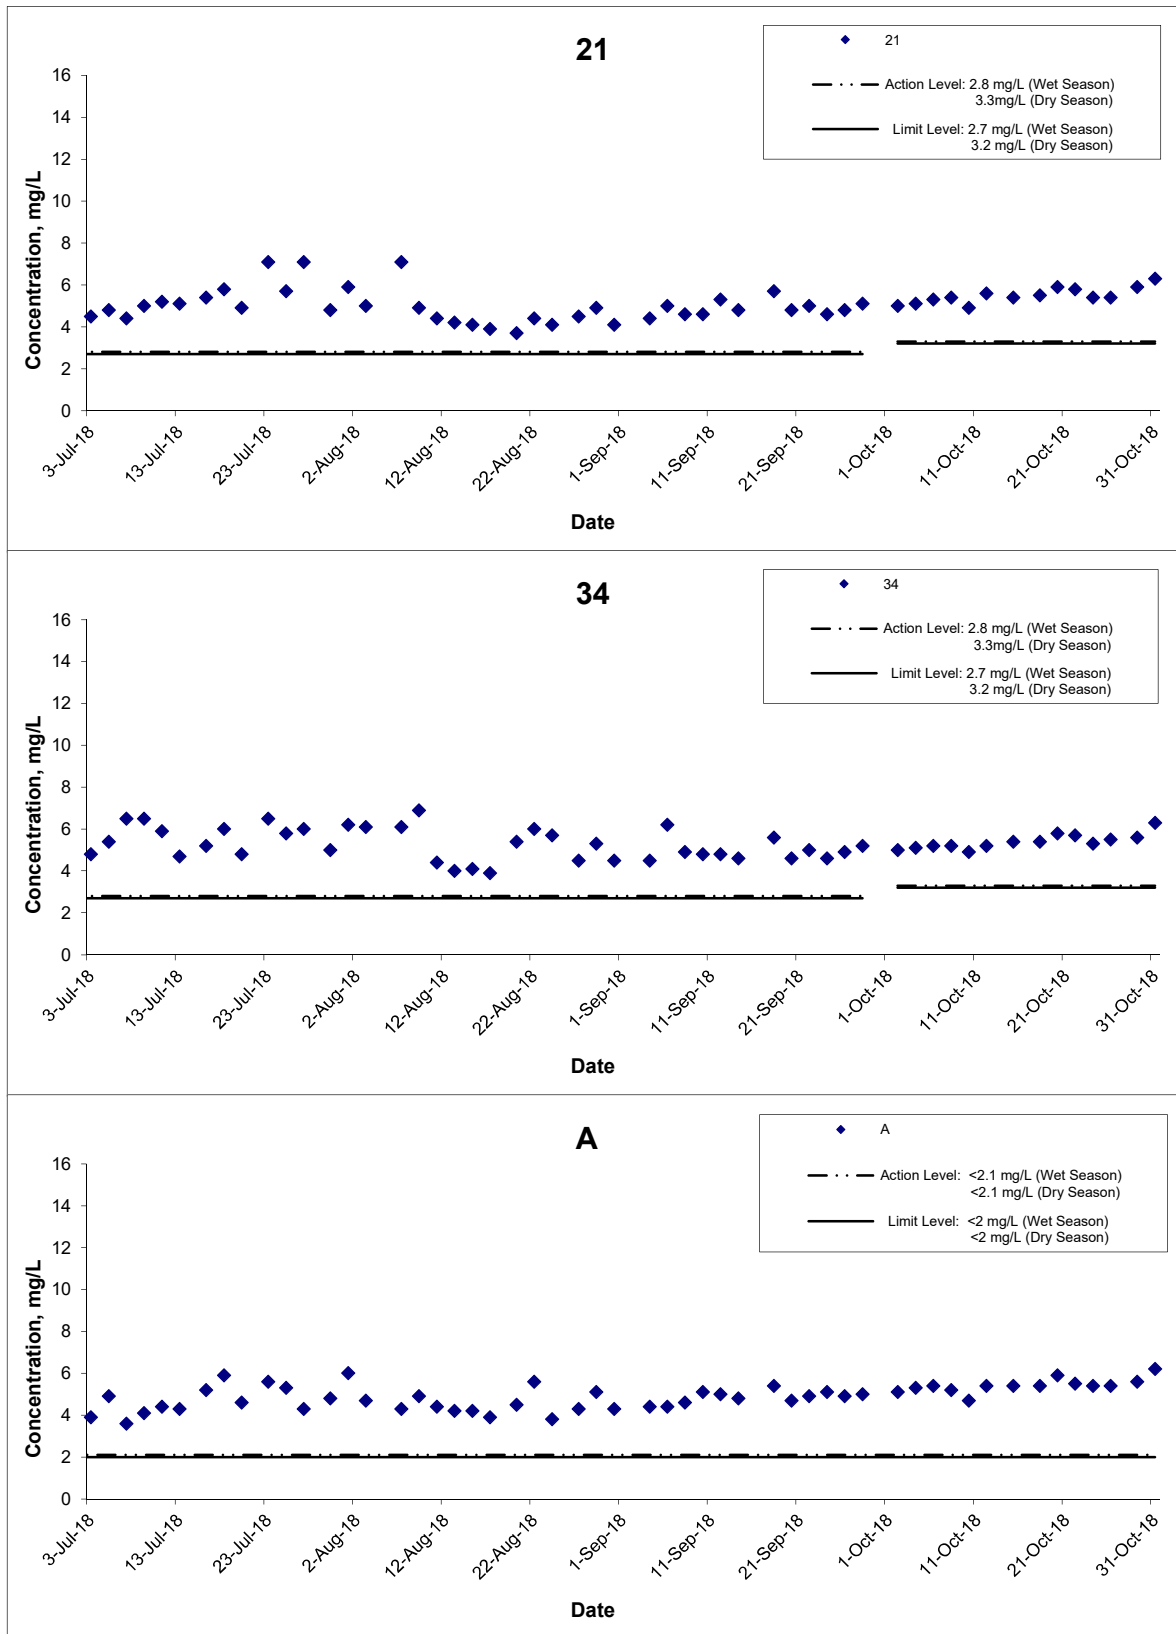 21
21
Action Level: 2.8 mg/L (Wet Season)
3.3mg/L (Dry Season)
Limit Level: 2.7 mg/L (Wet Season)
3.2 mg/L (Dry Season)
Concentration, mg/L
16
14
12
10
8
6
4
2
0
3-Jul-18
13-Jul-18
23-Jul-18
2-Aug-18
12-Aug-18
22-Aug-18
1-Sep-18
11-Sep-18
21-Sep-18
1-Oct-18
11-Oct-18
21-Oct-18
31-Oct-18
Date
34
34
Action Level: 2.8 mg/L (Wet Season)
3.3mg/L (Dry Season)
Limit Level: 2.7 mg/L (Wet Season)
3.2 mg/L (Dry Season)
Concentration, mg/L
16
14
12
10
8
6
4
2
0
3-Jul-18
13-Jul-18
23-Jul-18
2-Aug-18
12-Aug-18
22-Aug-18
1-Sep-18
11-Sep-18
21-Sep-18
1-Oct-18
11-Oct-18
21-Oct-18
31-Oct-18
Date
A
A
Action Level: <2.1 mg/L (Wet Season)
<2.1 mg/L (Dry Season)
Limit Level: <2 mg/L (Wet Season)
<2 mg/L (Dry Season)
Concentration, mg/L
16
14
12
10
8
6
4
2
0
3-Jul-18
13-Jul-18
23-Jul-18
2-Aug-18
12-Aug-18
22-Aug-18
1-Sep-18
11-Sep-18
21-Sep-18
1-Oct-18
11-Oct-18
21-Oct-18
31-Oct-18
Date